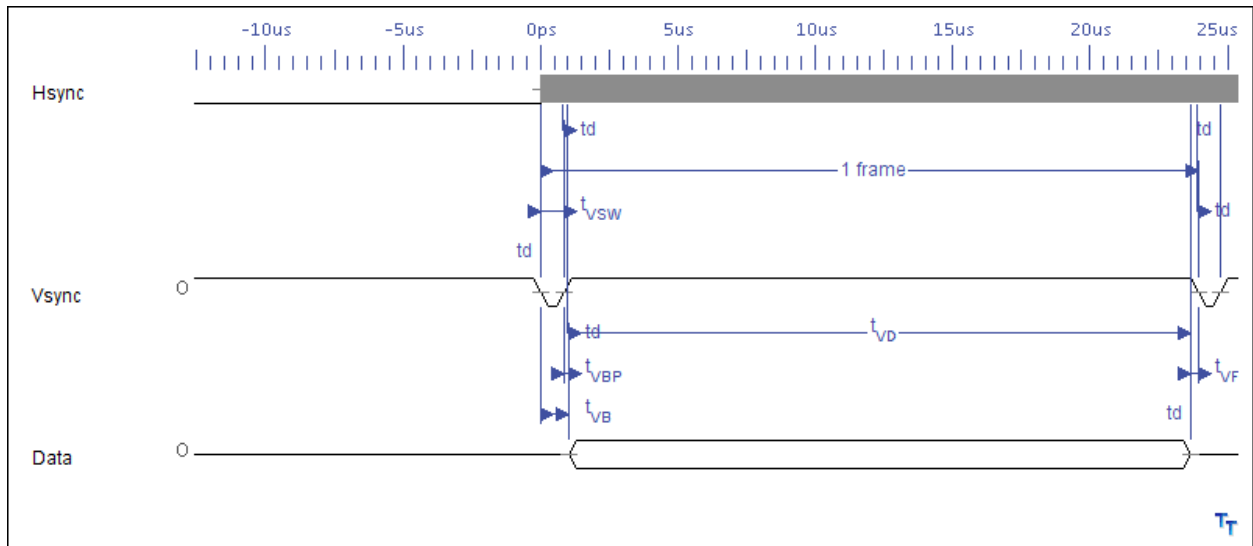 -10us -5us 0ps 5us 10us 15us 20us 25us
Hsync
td td
1 frame
tVSW td
td
Vsync O
td tVD
tVBP tVF
tVB td
Data O
TT